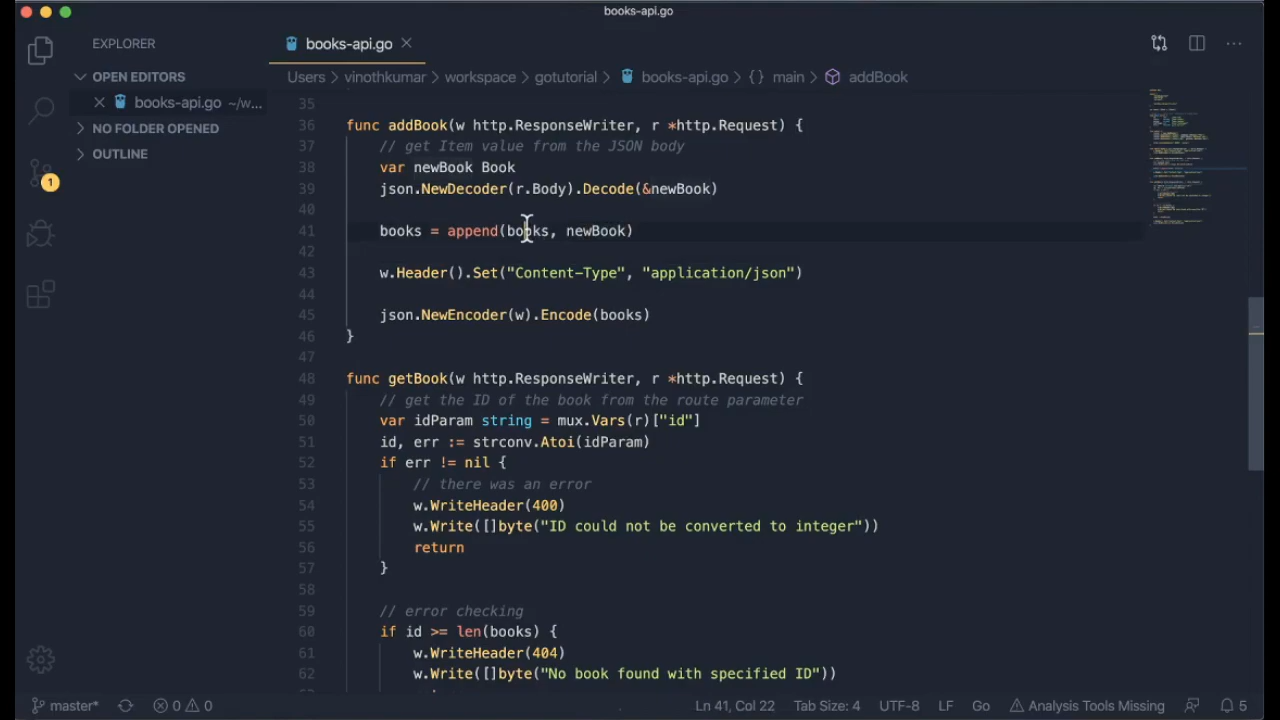 books-api.go
EXPLORER
OPEN EDITORS
books-api.go ~/w...
NO FOLDER OPENED
OUTLINE
1
books-api.go
Users > vinothkumar > workspace > gotutorial > books-api.go > {} main > addBook
35
36 func addBook(w http.ResponseWriter, r *http.Request) {
37 // get Item value from the JSON body
38 var newBook Book
39 json.NewDecoder(r.Body).Decode(&newBook)
40
41 books = append(books, newBook)
42
43 w.Header().Set("Content-Type", "application/json")
44
45 json.NewEncoder(w).Encode(books)
46 }
47
48 func getBook(w http.ResponseWriter, r *http.Request) {
49 // get the ID of the book from the route parameter
50 var idParam string = mux.Vars(r)["id"]
51 id, err := strconv.Atoi(idParam)
52 if err != nil {
53 // there was an error
54 w.WriteHeader(400)
55 w.Write([]byte("ID could not be converted to integer"))
56 return
57 }
58
59 // error checking
60 if id >= len(books) {
61 w.WriteHeader(404)
62 w.Write([]byte("No book found with specified ID"))
master* 0 0 Ln 41, Col 22 Tab Size: 4 UTF-8 LF Go Analysis Tools Missing 5